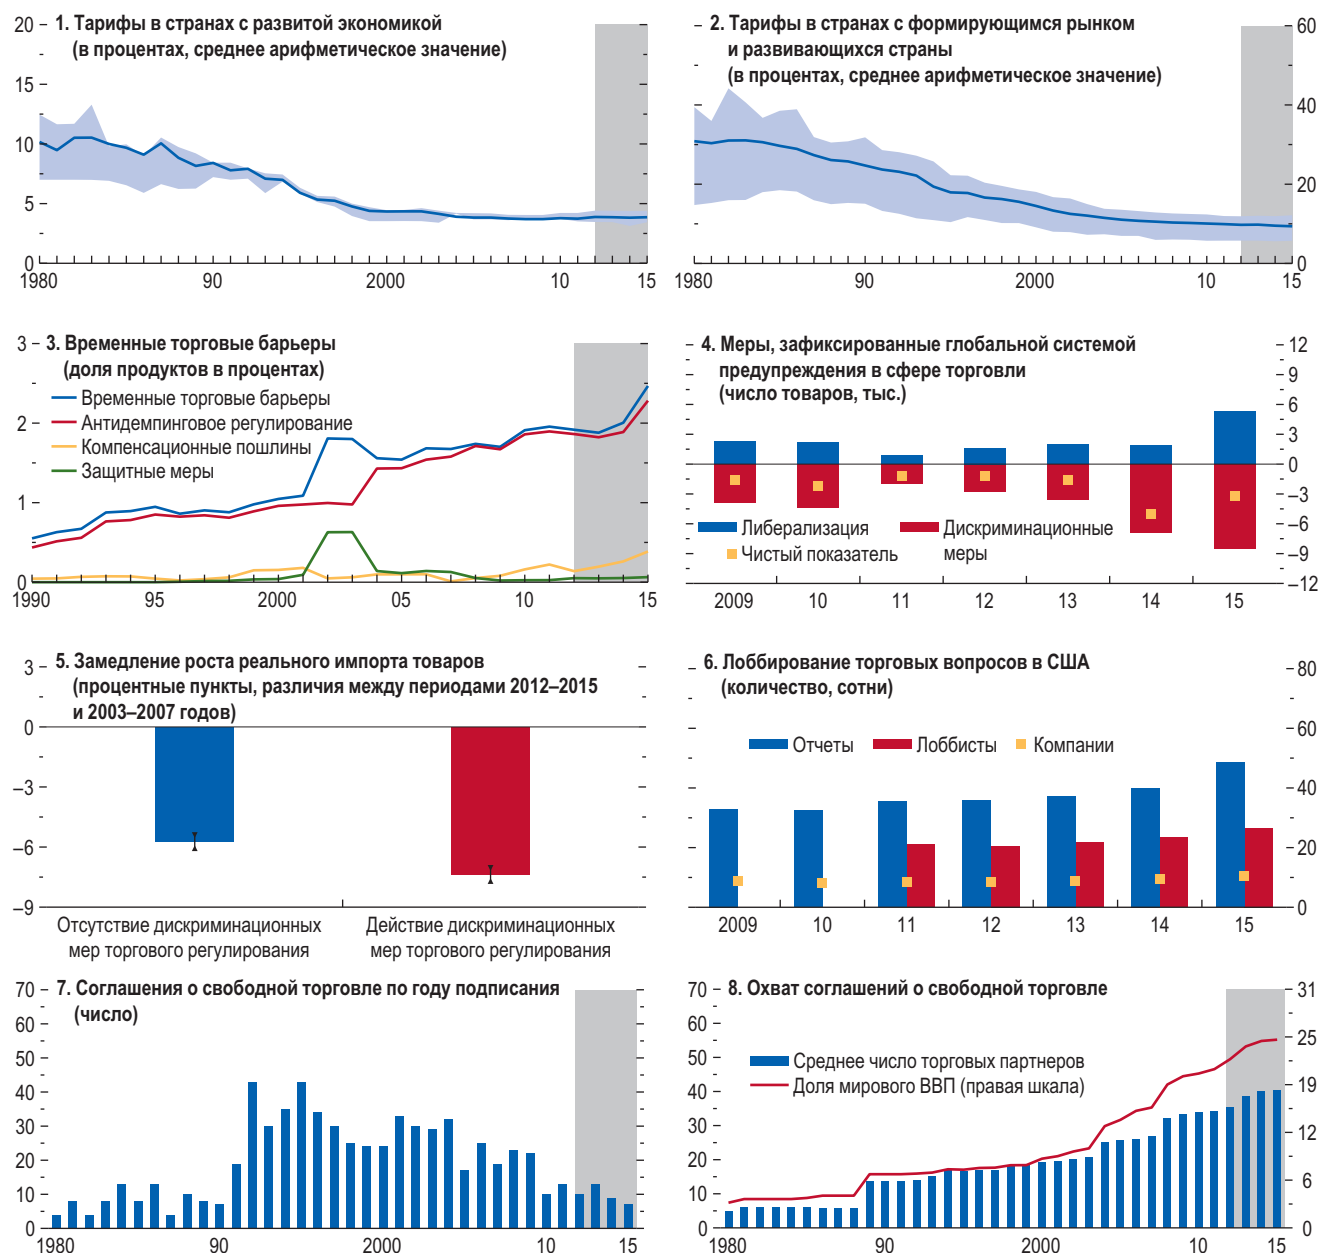 1. Тарифы в странах с развитой экономикой
(в процентах, среднее арифметическое значение)
20
15
10
5
0
1980 90 2000 10 15
2. Тарифы в странах с формирующимся рынком
и развивающихся страны
(в процентах, среднее арифметическое значение)
60
40
20
0
1980 90 2000 10 15
3. Временные торговые барьеры
(доля продуктов в процентах)
Временные торговые барьеры
Антидемпинговое регулирование
Компенсационные пошлины
Защитные меры
3
2
1
0
1990 95 2000 05 10 15
4. Меры, зафиксированные глобальной системой
предупреждения в сфере торговли
(число товаров, тыс.)
12
9
6
3
0
–3
–6
–9
–12
Либерализация
Дискриминационные
меры
Чистый показатель
2009 10 11 12 13 14 15
5. Замедление роста реального импорта товаров
(процентные пункты, различия между периодами 2012–2015
и 2003–2007 годов)
3
0
–3
–6
–9
Отсутствие дискриминационных
мер торгового регулирования
Действие дискриминационных
мер торгового регулирования
6. Лоббирование торговых вопросов в США
(количество, сотни)
Отчеты Лоббисты Компании
80
60
40
20
0
2009 10 11 12 13 14 15
7. Соглашения о свободной торговле по году подписания
(число)
70
60
50
40
30
20
10
0
1980 90 2000 10 15
8. Охват соглашений о свободной торговле
Среднее число торговых партнеров
Доля мирового ВВП (правая шкала)
70
60
50
40
30
20
10
0
31
25
19
12
6
0
1980 90 2000 10 15